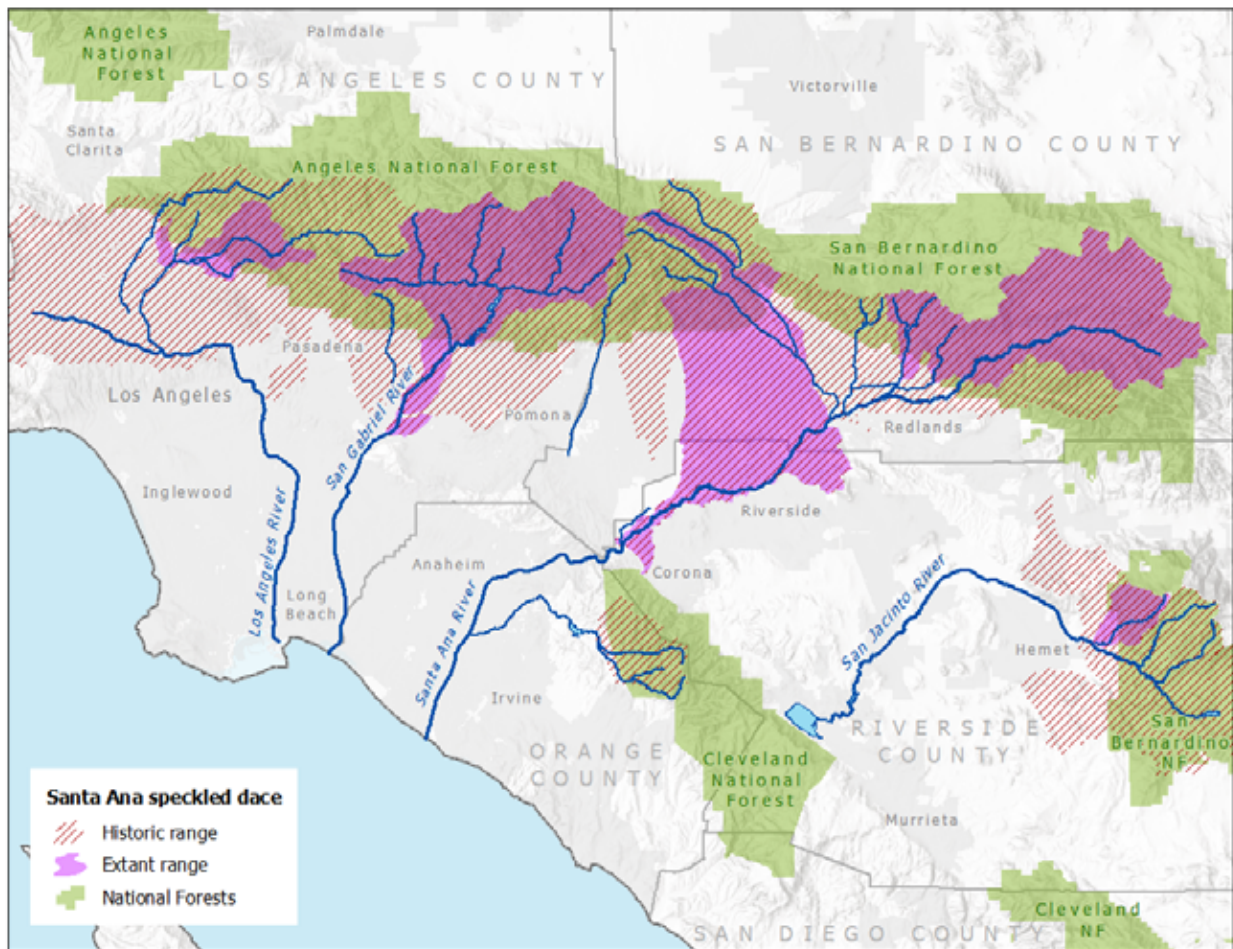 Angeles
National
Forest
Palmdale
LOS ANGELES COUNTY
Victorville
Santa
Clarita
SAN BERNARDINO COUNTY
Angeles National Forest
San Bernardino
National Forest
Pasadena
Los Angeles
San Gabriel River
Pomona
Redlands
Inglewood
Los Angeles River
Riverside
Anaheim
Corona
Long
Beach
Santa Ana River
San Jacinto River
Hemet
Irvine
ORANGE
COUNTY
RIVERSIDE
COUNTY
San
Bernardino
NF
Cleveland
National
Forest
Murrieta
Santa Ana speckled dace
Historic range
Extant range
National Forests
Cleveland
NF
SAN DIEGO COUNTY